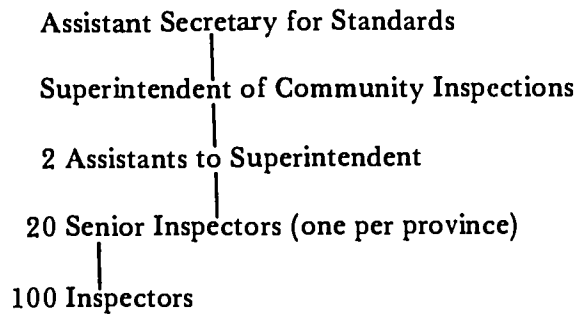 Assistant Secretary for Standards
Superintendent of Community Inspections
2 Assistants to Superintendent
20 Senior Inspectors (one per province)
100 Inspectors